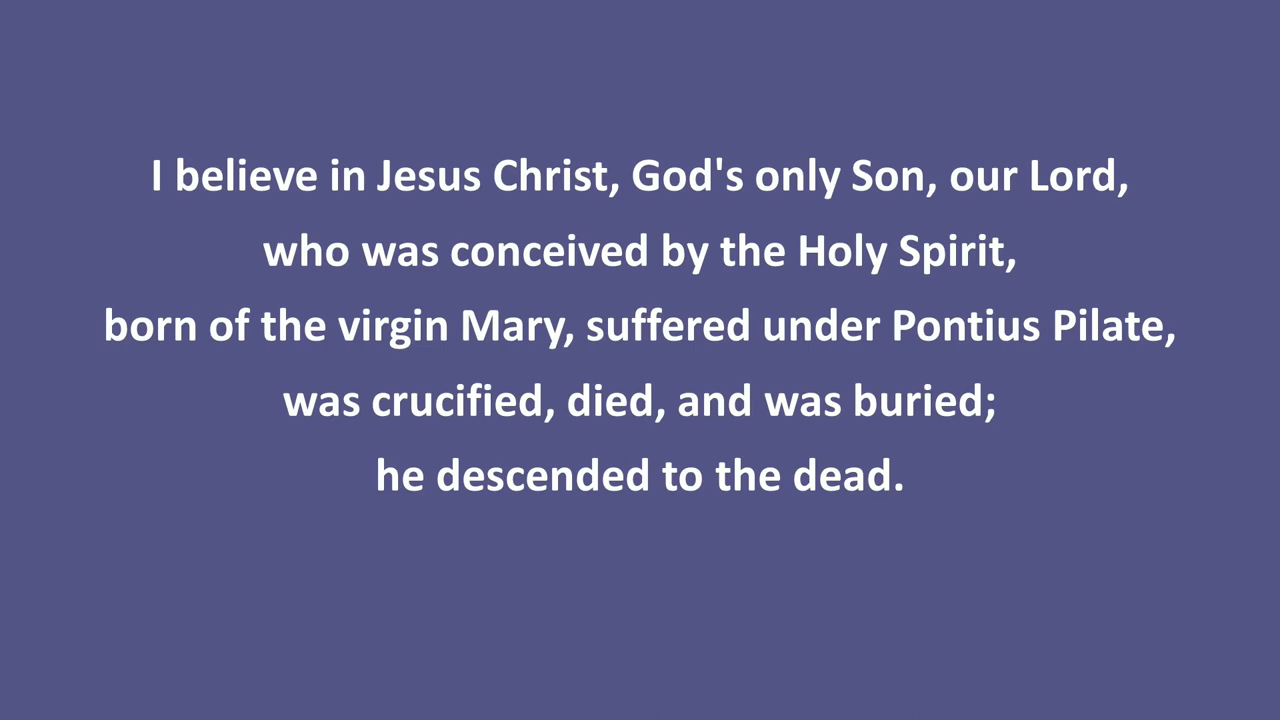 I believe in Jesus Christ, God's only Son, our Lord,
who was conceived by the Holy Spirit,
born of the virgin Mary, suffered under Pontius Pilate,
was crucified, died, and was buried;
he descended to the dead.